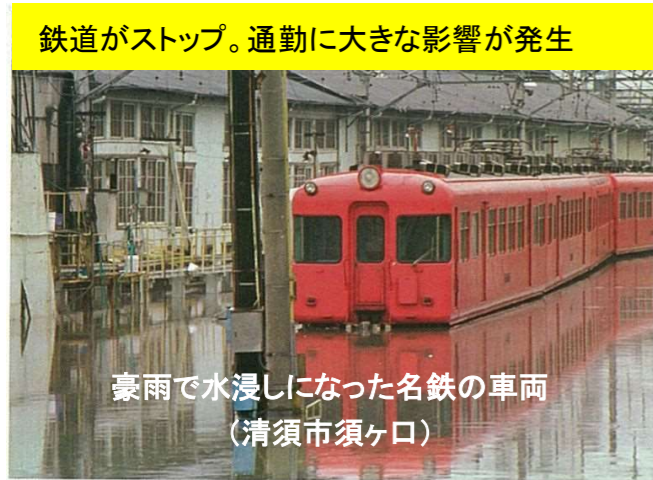 鉄道がストップ。通勤に大きな影響が発生
豪雨で水浸しになった名鉄の車両
（清須市須ヶ口）